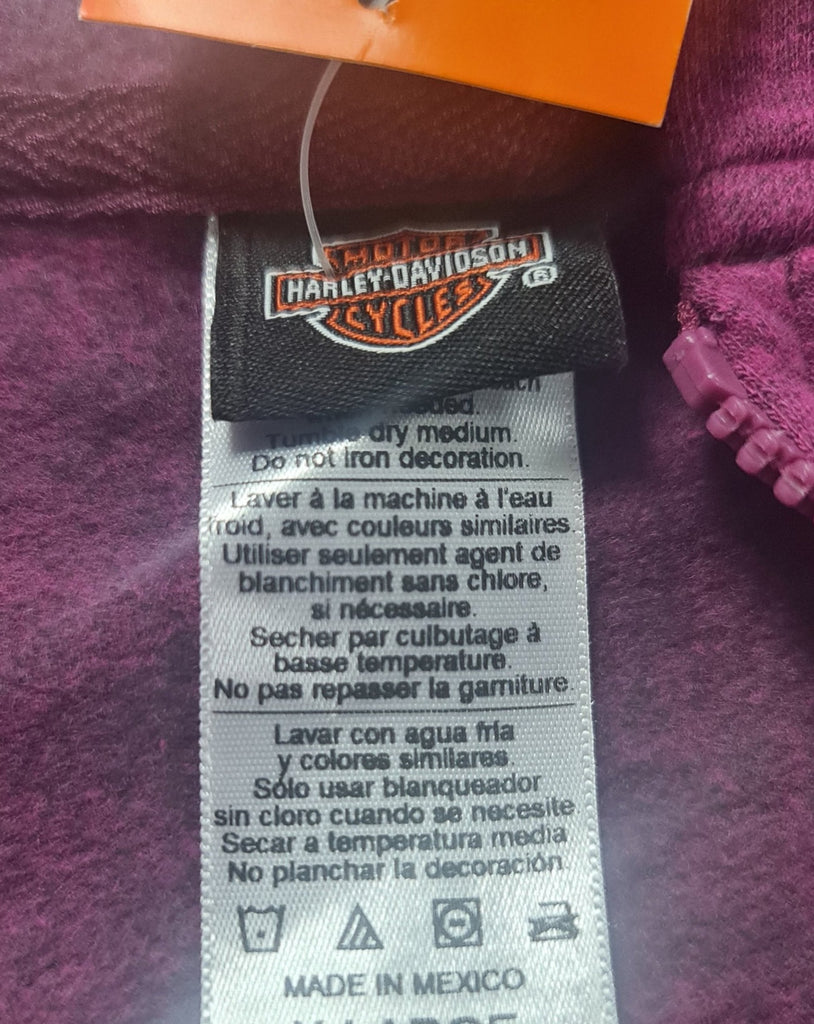 MOTOR
HARLEY-DAVIDSON
®
CYCLES
Tumble dry medium.
Do not iron decoration.
Laver à la machine à l'eau
froid, avec couleurs similaires.
Utiliser seulement agent de
blanchiment sans chlore,
si nécessaire.
Secher par culbutage à
basse temperature.
No pas repasser la garniture.
Lavar con agua fria
y colores similares.
Sólo usar blanqueador
sin cloro cuando se necesite
Secar a temperatura media
No planchar la decoración
MADE IN MEXICO
X-LARGE